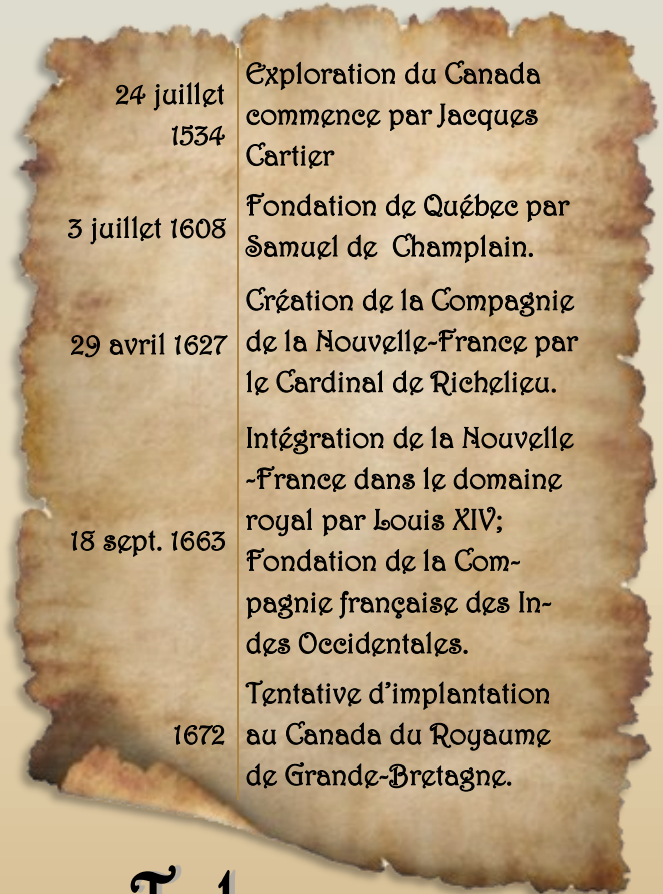 24 juillet
1534
Exploration du Canada
commence par Jacques
Cartier
3 juillet 1608
Fondation de Québec par
Samuel de Champlain.
29 avril 1627
Création de la Compagnie
de la Nouvelle-France par
le Cardinal de Richelieu.
18 sept. 1663
Intégration de la Nouvelle
-France dans le domaine
royal par Louis XIV;
Fondation de la Com-
pagnie française des In-
des Occidentales.
1672
Tentative d'implantation
au Canada du Royaume
de Grande-Bretagne.